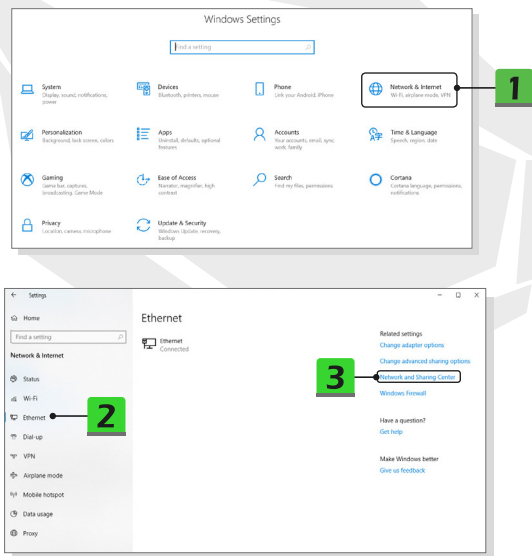 Windows Settings
Find a setting
System
Display, sound, notifications,
power
Devices
Bluetooth, printers, mouse
Phone
Link your Android, iPhone
Network & Internet
Wi-Fi, airplane mode, VPN
1
Personalization
Background, lock screen, colors
Apps
Uninstall, defaults, optional
features
Accounts
Your accounts, email, sync,
work, family
Time & Language
Speech, region, date
Gaming
Game bar, captures,
broadcasting, Game Mode
Ease of Access
Narrator, magnifier, high
contrast
Search
Find my files, permissions
Cortana
Cortana language, permissions,
notifications
Privacy
Location, camera, microphone
Update & Security
Windows Update, recovery,
backup
Settings
Home
Find a setting
Network & Internet
Status
Wi-Fi
Ethernet
2
Dial-up
VPN
Airplane mode
Mobile hotspot
Data usage
Proxy
Ethernet
Ethernet
Connected
Related settings
Change adapter options
Change advanced sharing options
3
Network and Sharing Center
Windows Firewall
Have a question?
Get help
Make Windows better
Give us feedback